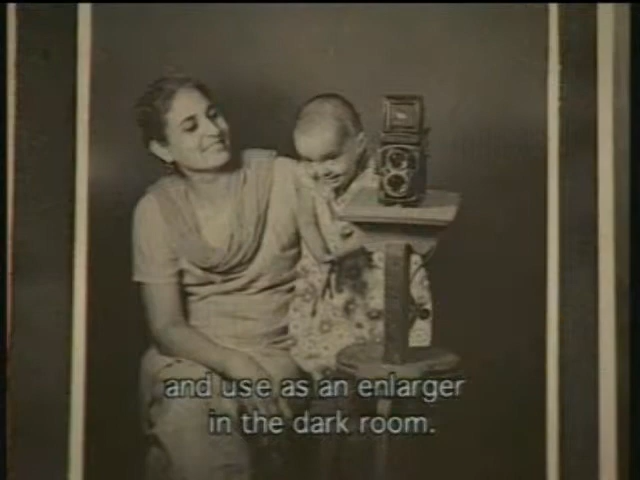 and use as an enlarger
in the dark room.